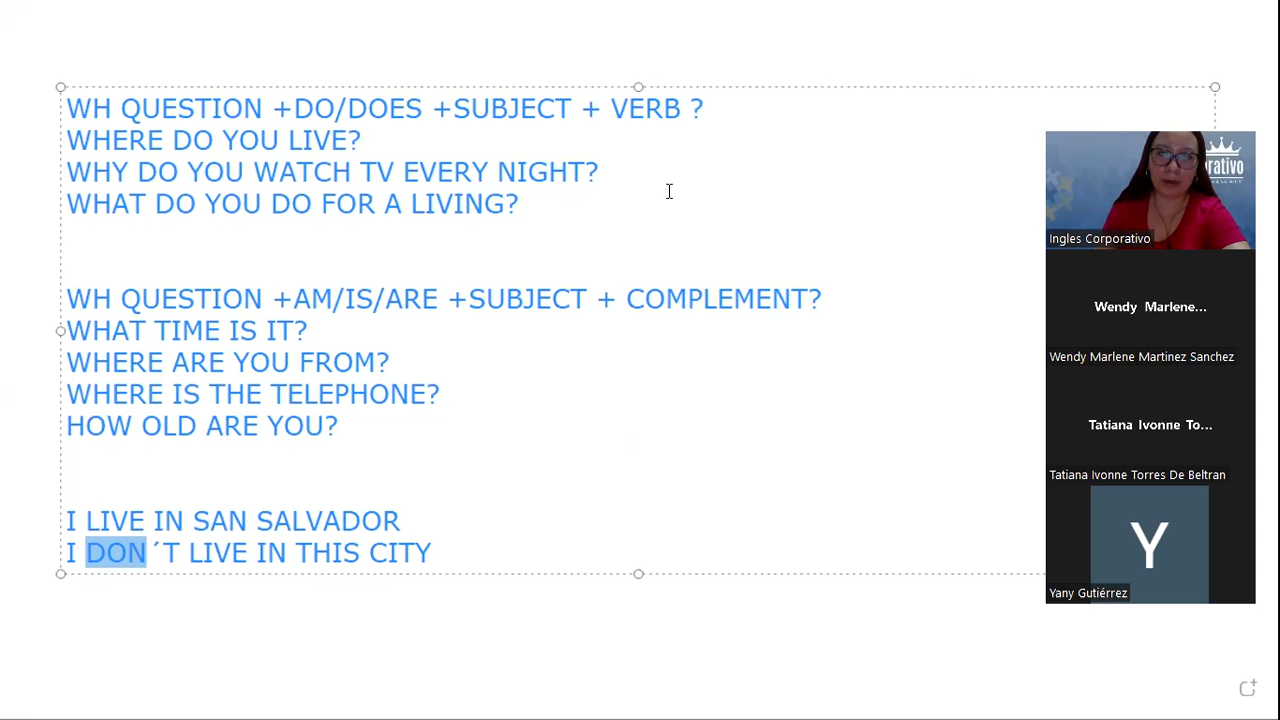 WH QUESTION +DO/DOES +SUBJECT + VERB ?
WHERE DO YOU LIVE?
WHY DO YOU WATCH TV EVERY NIGHT?
WHAT DO YOU DO FOR A LIVING?
WH QUESTION +AM/IS/ARE +SUBJECT + COMPLEMENT?
WHAT TIME IS IT?
WHERE ARE YOU FROM?
WHERE IS THE TELEPHONE?
HOW OLD ARE YOU?
I LIVE IN SAN SALVADOR
I DON ´T LIVE IN THIS CITY
Ingles Corporativo
Wendy Marlene...
Wendy Marlene Martinez Sanchez
Tatiana Ivonne To...
Tatiana Ivonne Torres De Beltran
Y
Yany Gutiérrez